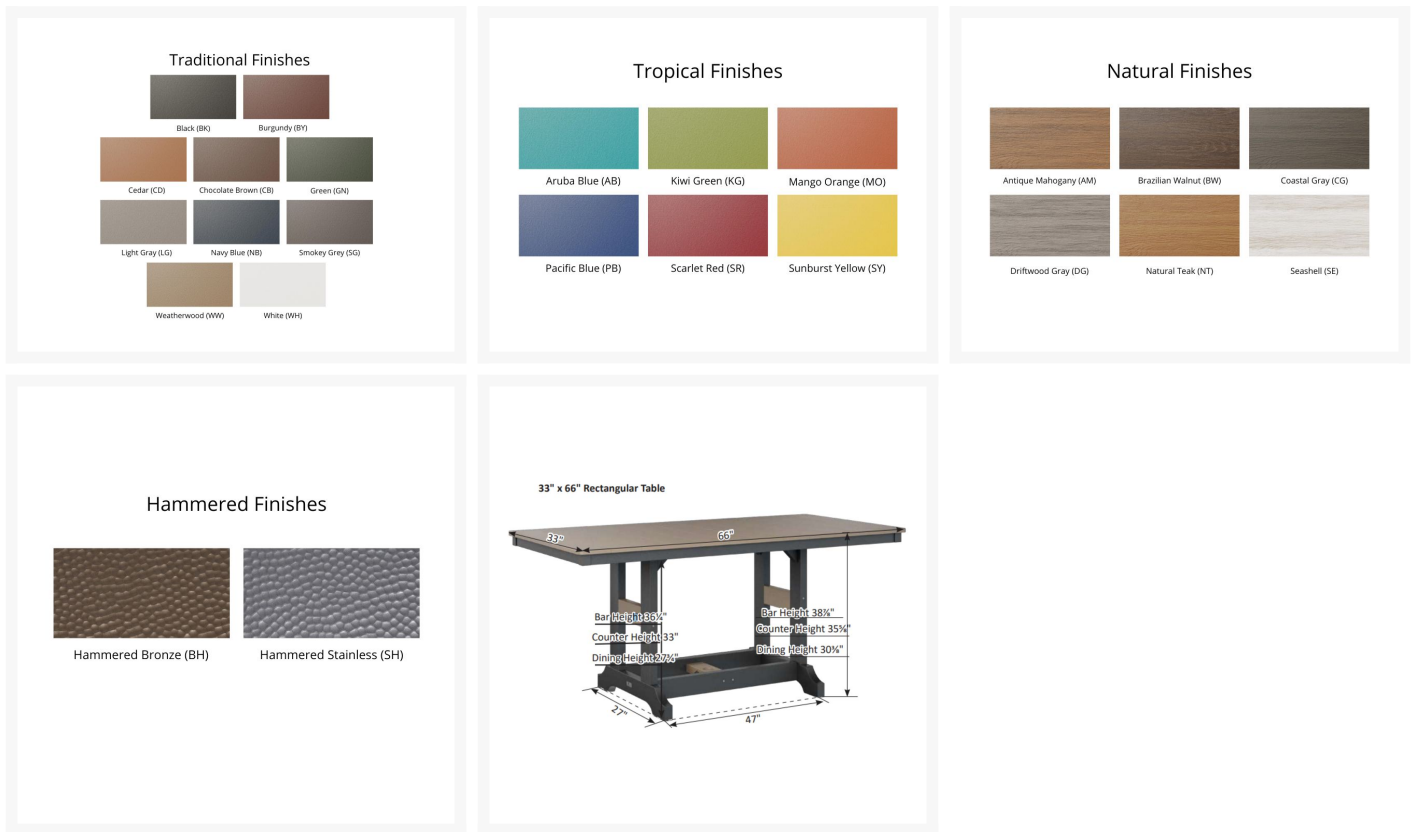 Traditional Finishes
Black (BK)
Burgundy (BY)
Cedar (CD)
Chocolate Brown (CB)
Green (GN)
Light Gray (LG)
Navy Blue (NB)
Smokey Grey (SG)
Weatherwood (WW)
White (WH)
Tropical Finishes
Aruba Blue (AB)
Kiwi Green (KG)
Mango Orange (MO)
Pacific Blue (PB)
Scarlet Red (SR)
Sunburst Yellow (SY)
Natural Finishes
Antique Mahogany (AM)
Brazilian Walnut (BW)
Coastal Gray (CG)
Driftwood Gray (DG)
Natural Teak (NT)
Seashell (SE)
Hammered Finishes
Hammered Bronze (BH)
Hammered Stainless (SH)
33" x 66" Rectangular Table
33"
66"
Bar Height
Counter Height 33"
Dining Height
Bar Height
Counter Height
Dining Height
27"
47"